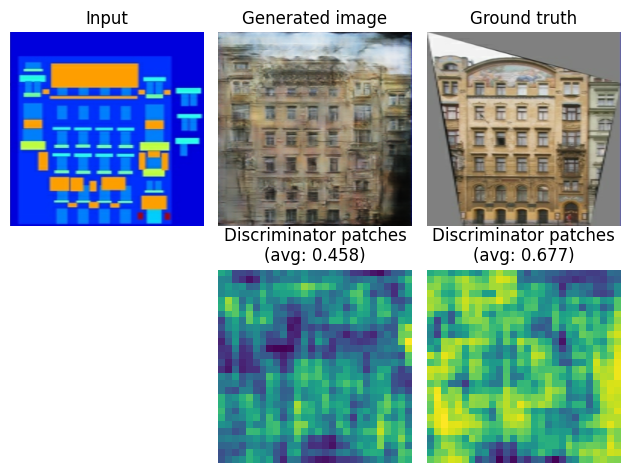 Input
Generated image
Ground truth
Discriminator patches
(avg: 0.458)
Discriminator patches
(avg: 0.677)